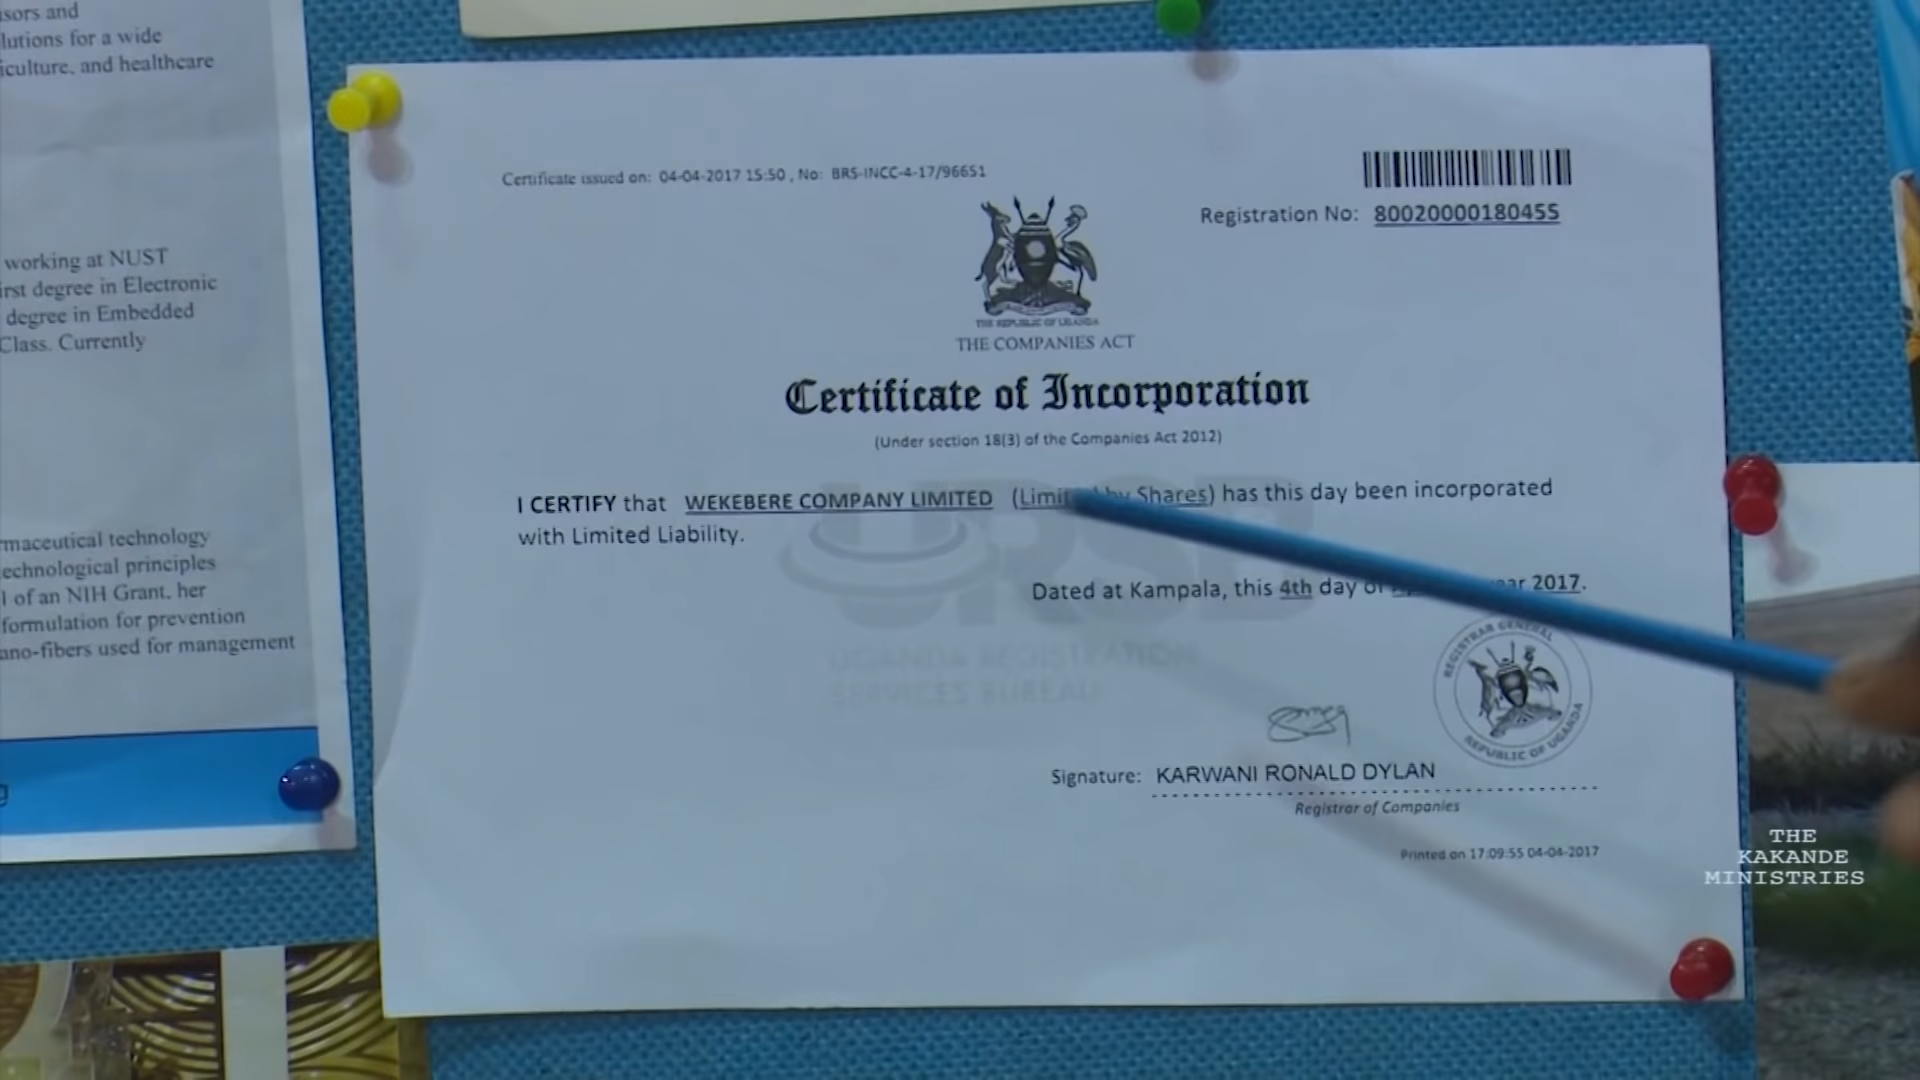 sors and
lutions for a wide
iculture, and healthcare
working at NUST
irst degree in Electronic
degree in Embedded
Class. Currently
rmaceutical technology
echnological principles
l of an NIH Grant, her
formulation for prevention
ano-fibers used for management
g
Certificate issued on: 04-04-2017 15:50 , No: BRS-INCC-4-17/96651
Registration No: 80020000180455
THE REPUBLIC OF UGANDA
THE COMPANIES ACT
Certificate of Incorporation
(Under section 18(3) of the Companies Act 2012)
I CERTIFY that WEKEBERE COMPANY LIMITED (Limited by Shares) has this day been incorporated
with Limited Liability.
URSB
UGANDA REGISTRATION
SERVICES BUREAU
Dated at Kampala, this 4th day of year 2017.
REGISTRAR GENERAL
REPUBLIC OF UGANDA
Signature: KARWANI RONALD DYLAN
Registrar of Companies
Printed on 17:09:55 04-04-2017
THE
KAKANDE
MINISTRIES